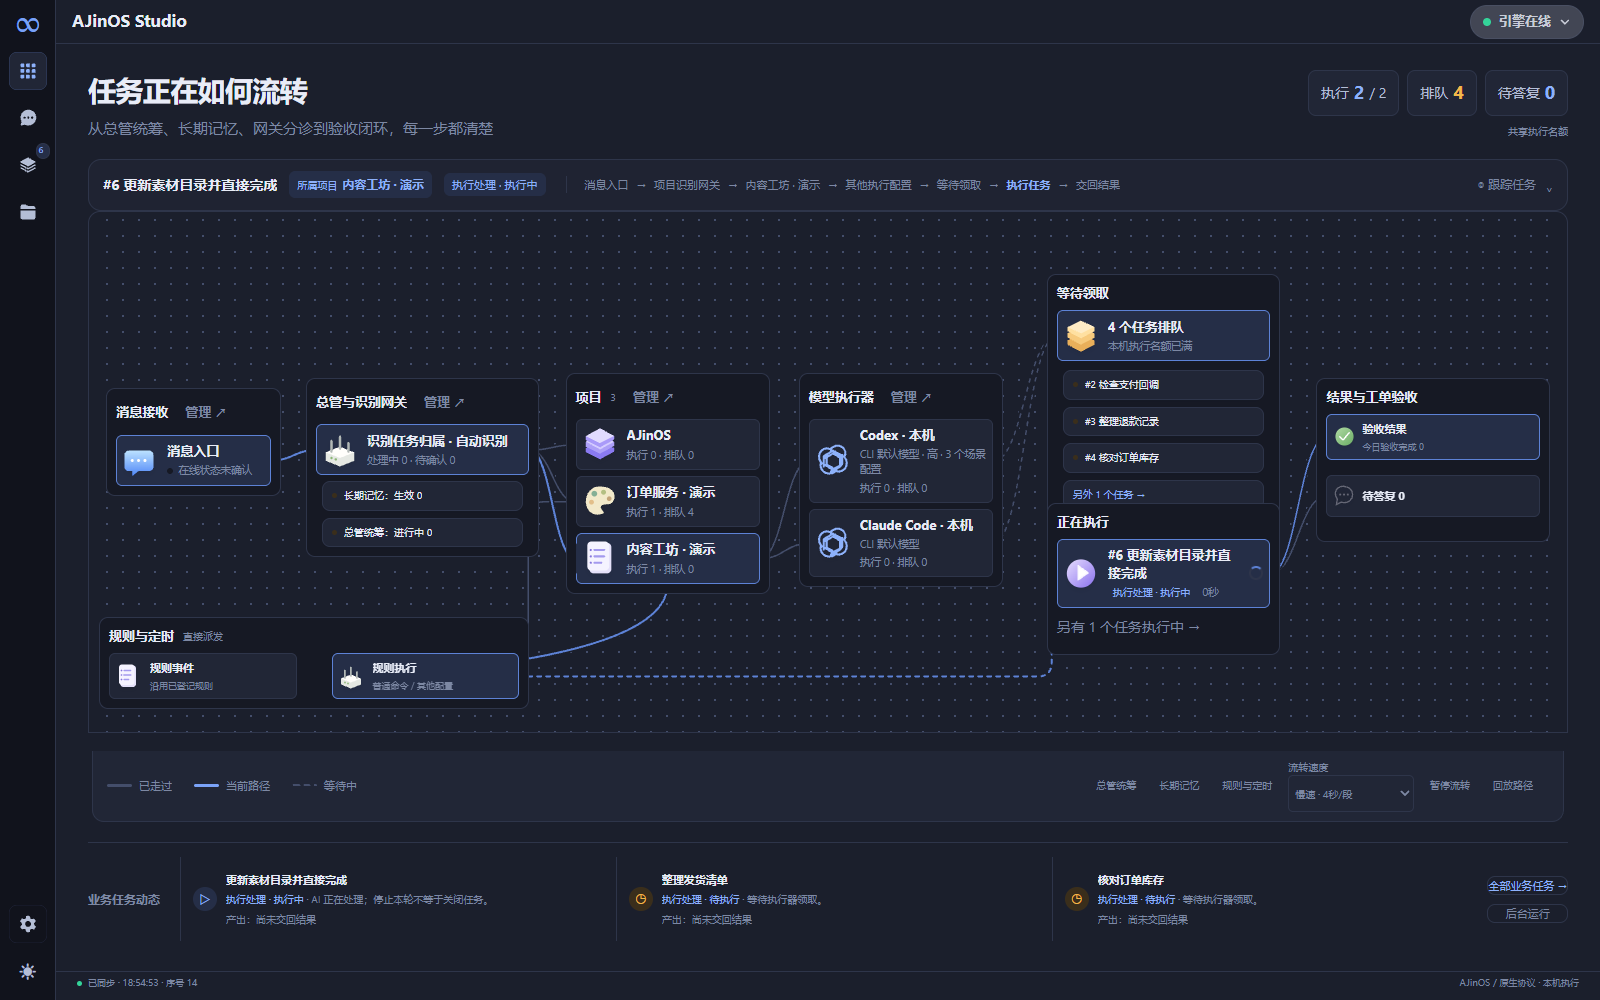 AJinOS Studio
引擎在线
任务正在如何流转
从总管统筹、长期记忆、网关分诊到验收闭环，每一步都清楚
执行 2 / 2
排队 4
待答复 0
共享执行名额
6
#6 更新素材目录并直接完成
所属项目 内容工坊 · 演示
执行处理 · 执行中
消息入口 → 项目识别网关 → 内容工坊 · 演示 → 其他执行配置 → 等待领取 → 执行任务 → 交回结果
跟踪任务
消息接收 管理 ↗
消息入口
在线状态未确认
总管与识别网关 管理 ↗
识别任务归属 · 自动识别
处理中 0 · 待确认 0
长期记忆：生效 0
总管统筹：进行中 0
项目 3 管理 ↗
AJinOS
执行 0 · 排队 0
订单服务 · 演示
执行 1 · 排队 4
内容工坊 · 演示
执行 1 · 排队 0
模型执行器 管理 ↗
Codex · 本机
CLI 默认模型 · 高 · 3 个场景
配置
执行 0 · 排队 0
Claude Code · 本机
CLI 默认模型
执行 0 · 排队 0
等待领取
4 个任务排队
本机执行名额已满
#2 检查支付回调
#3 整理退款记录
#4 核对订单库存
另外 1 个任务 →
正在执行
#6 更新素材目录并直
接完成
执行处理 · 执行中 0秒
另有 1 个任务执行中 →
结果与工单验收
验收结果
今日验收完成 0
待答复 0
规则与定时 直接派发
规则事件
沿用已登记规则
规则执行
普通命令 / 其他配置
已走过
当前路径
等待中
总管统筹
长期记忆
规则与定时
流转速度
慢速 · 4秒/段
暂停流转
回放路径
业务任务动态
更新素材目录并直接完成
执行处理 · 执行中 · AI 正在处理；停止本轮不等于关闭任务。
产出：尚未交回结果
整理发货清单
执行处理 · 待执行 · 等待执行器领取。
产出：尚未交回结果
核对订单库存
执行处理 · 待执行 · 等待执行器领取。
产出：尚未交回结果
全部业务任务 →
后台运行
已同步 · 18:54:53 · 序号 14
AJinOS / 原生协议 · 本机执行